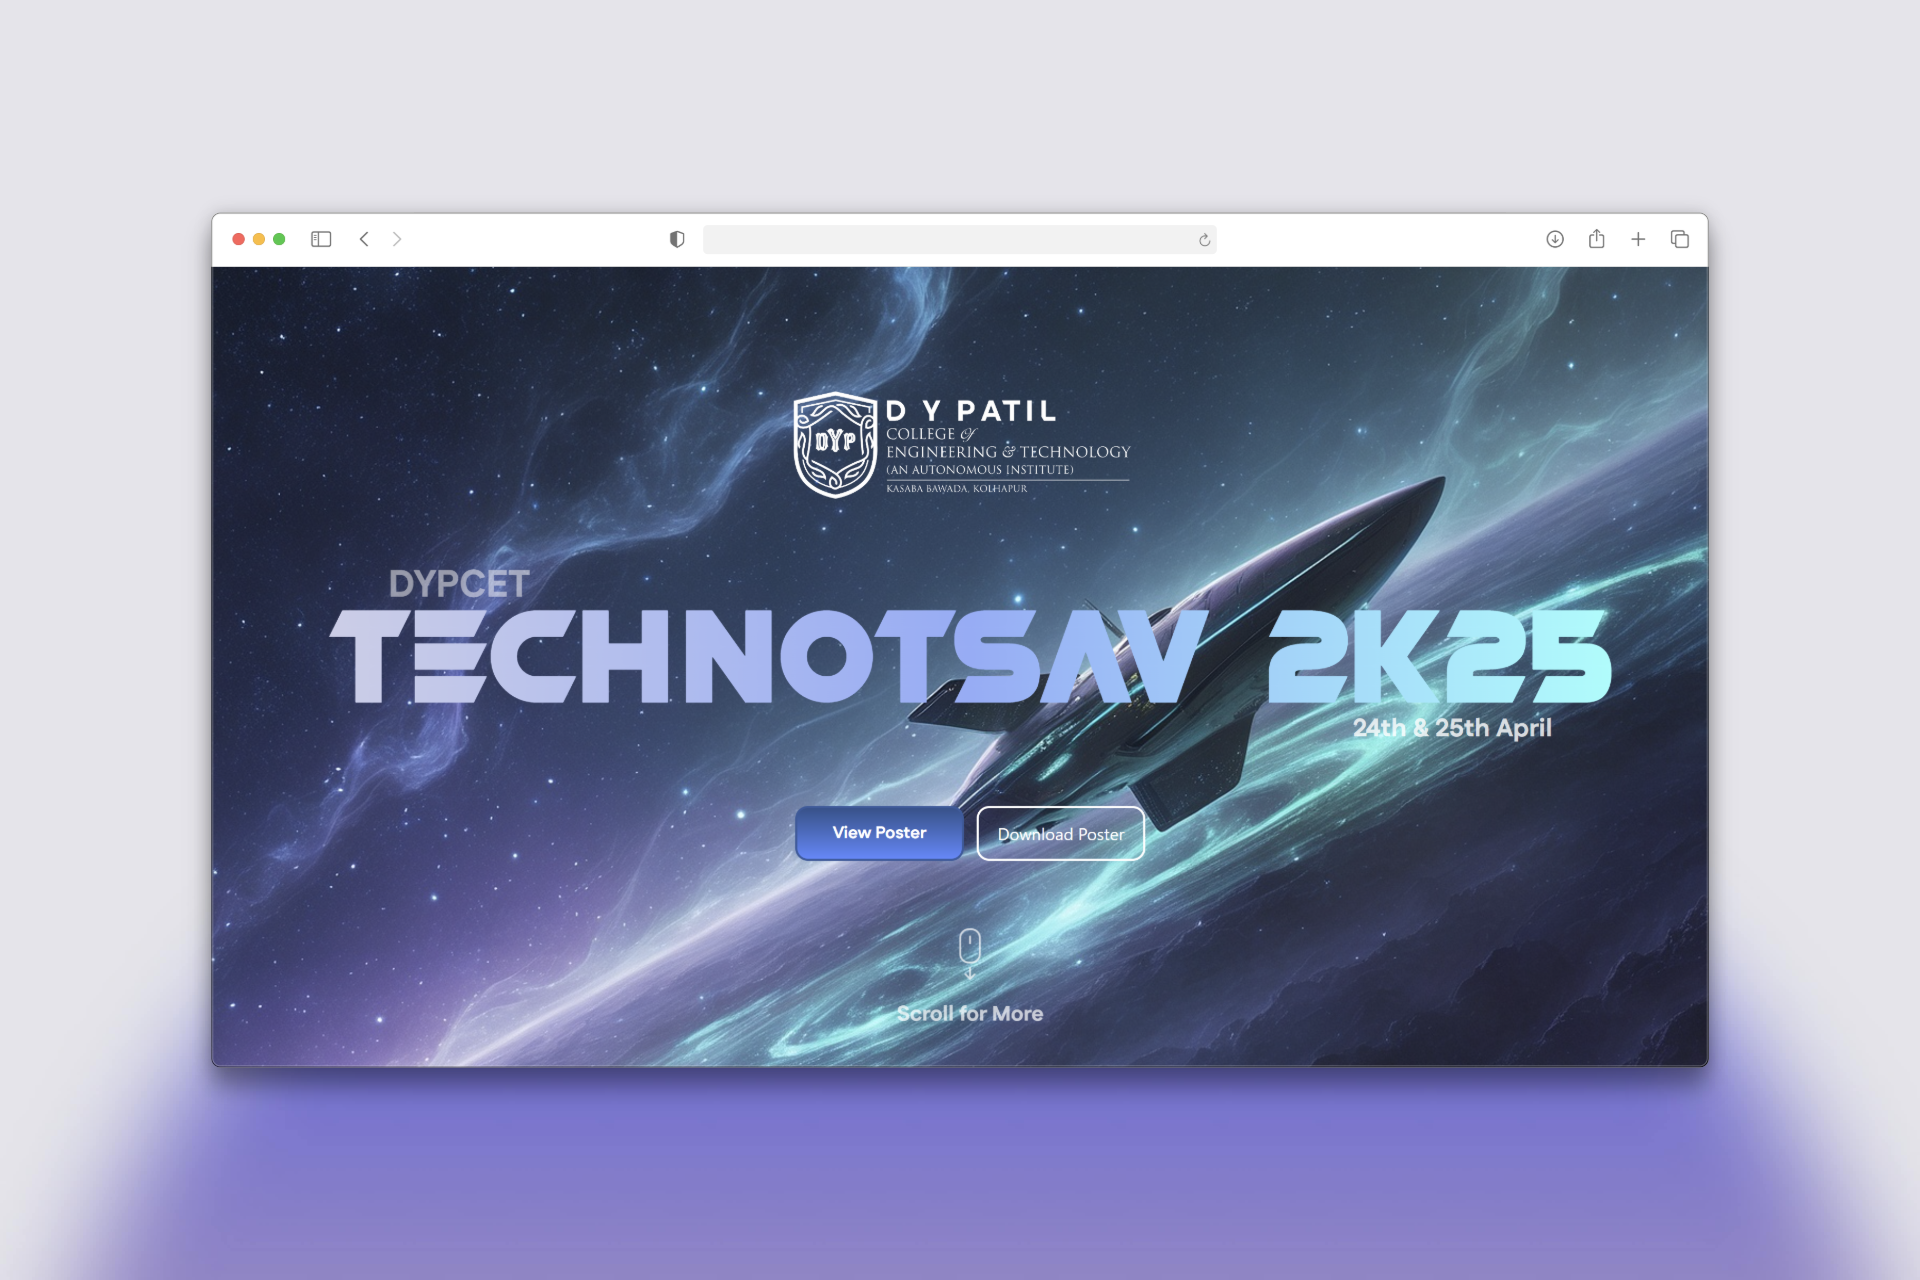 DYP
D Y PATIL
COLLEGE of
ENGINEERING & TECHNOLOGY
(AN AUTONOMOUS INSTITUTE)
KASABA BAWADA, KOLHAPUR
DYPCET
TECHNOTSAV 2K25
24th & 25th April
View Poster
Download Poster
Scroll for More